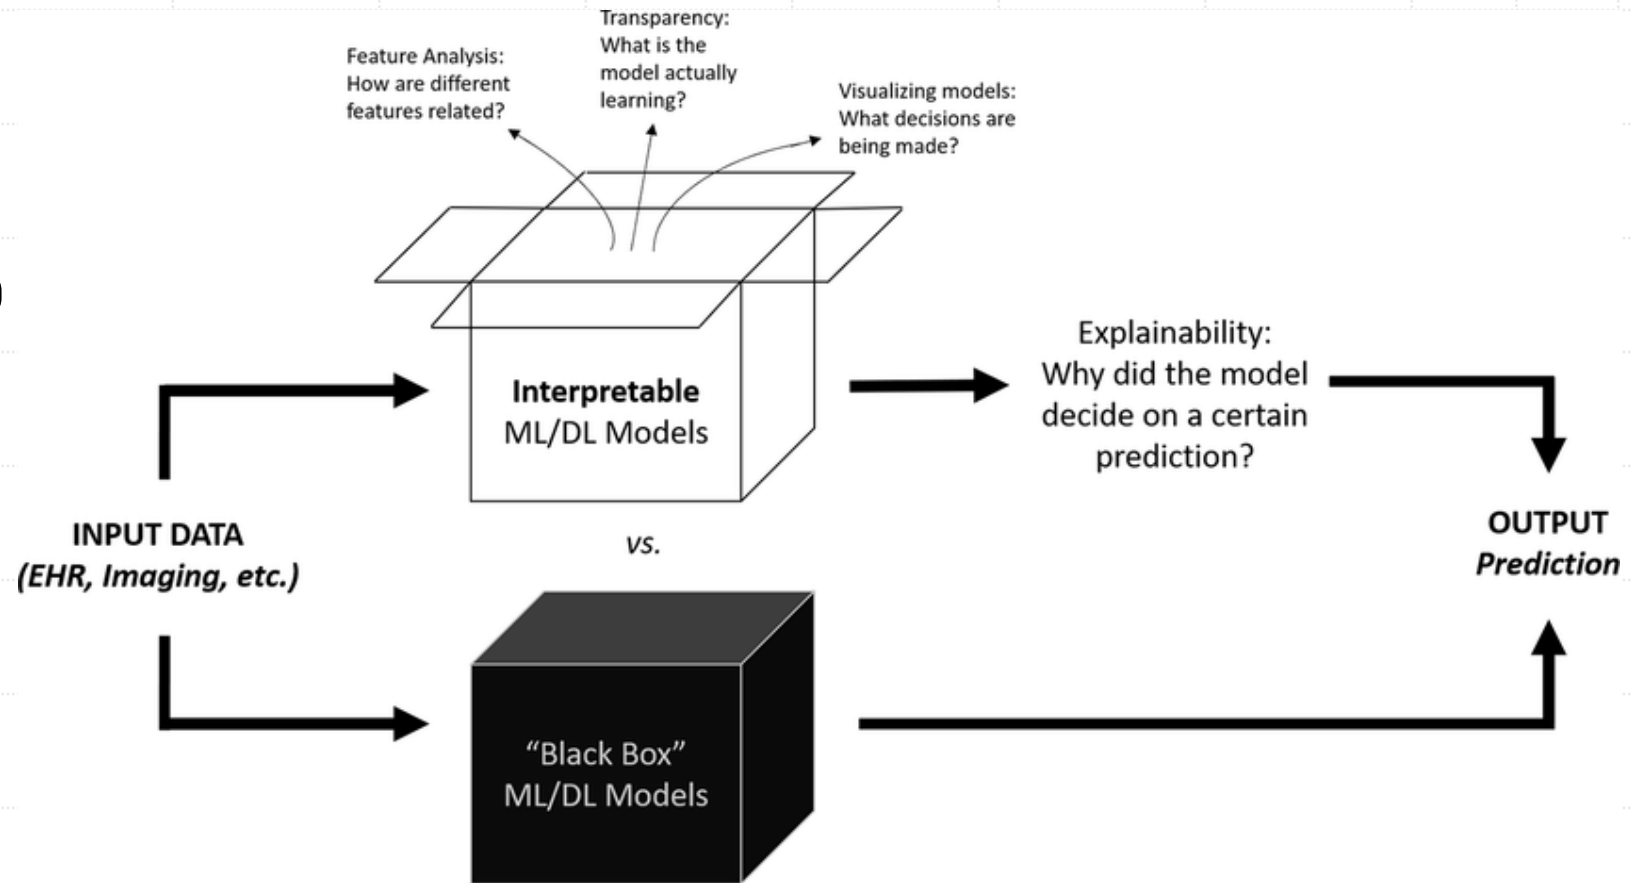 Transparency:
What is the
model actually
learning?
Feature Analysis:
How are different
features related?
Visualizing models:
What decisions are
being made?
Interpretable
ML/DL Models
Explainability:
Why did the model
decide on a certain
prediction?
INPUT DATA
(EHR, Imaging, etc.)
vs.
OUTPUT
Prediction
“Black Box”
ML/DL Models